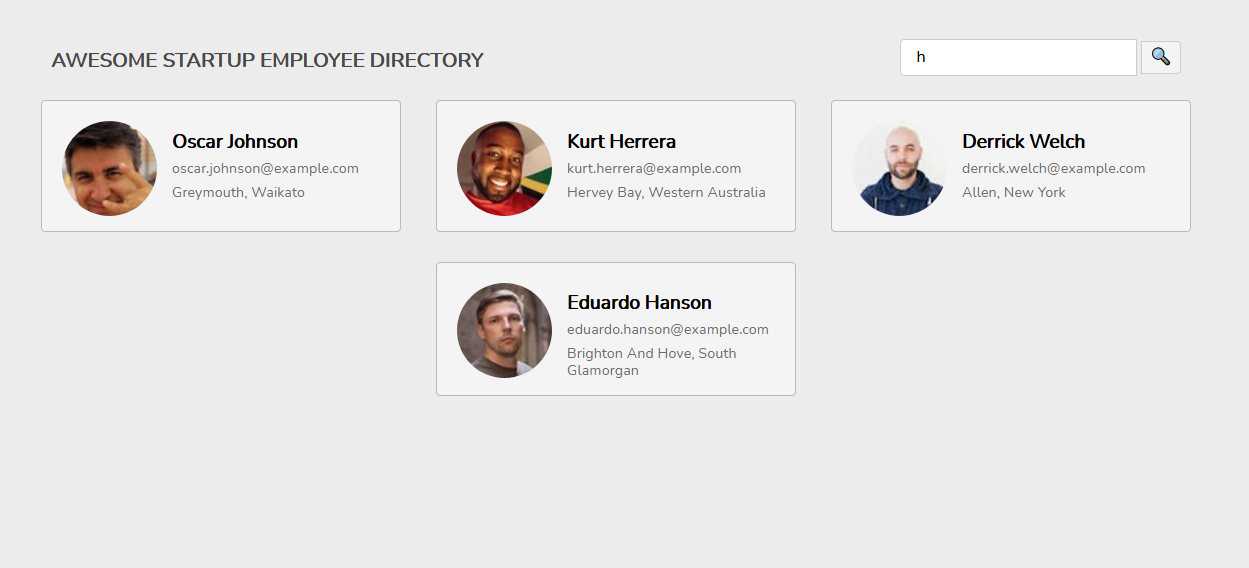 AWESOME STARTUP EMPLOYEE DIRECTORY
h
Oscar Johnson
oscar.johnson@example.com
Greymouth, Waikato
Kurt Herrera
kurt.herrera@example.com
Hervey Bay, Western Australia
Derrick Welch
derrick.welch@example.com
Allen, New York
Eduardo Hanson
eduardo.hanson@example.com
Brighton And Hove, South
Glamorgan